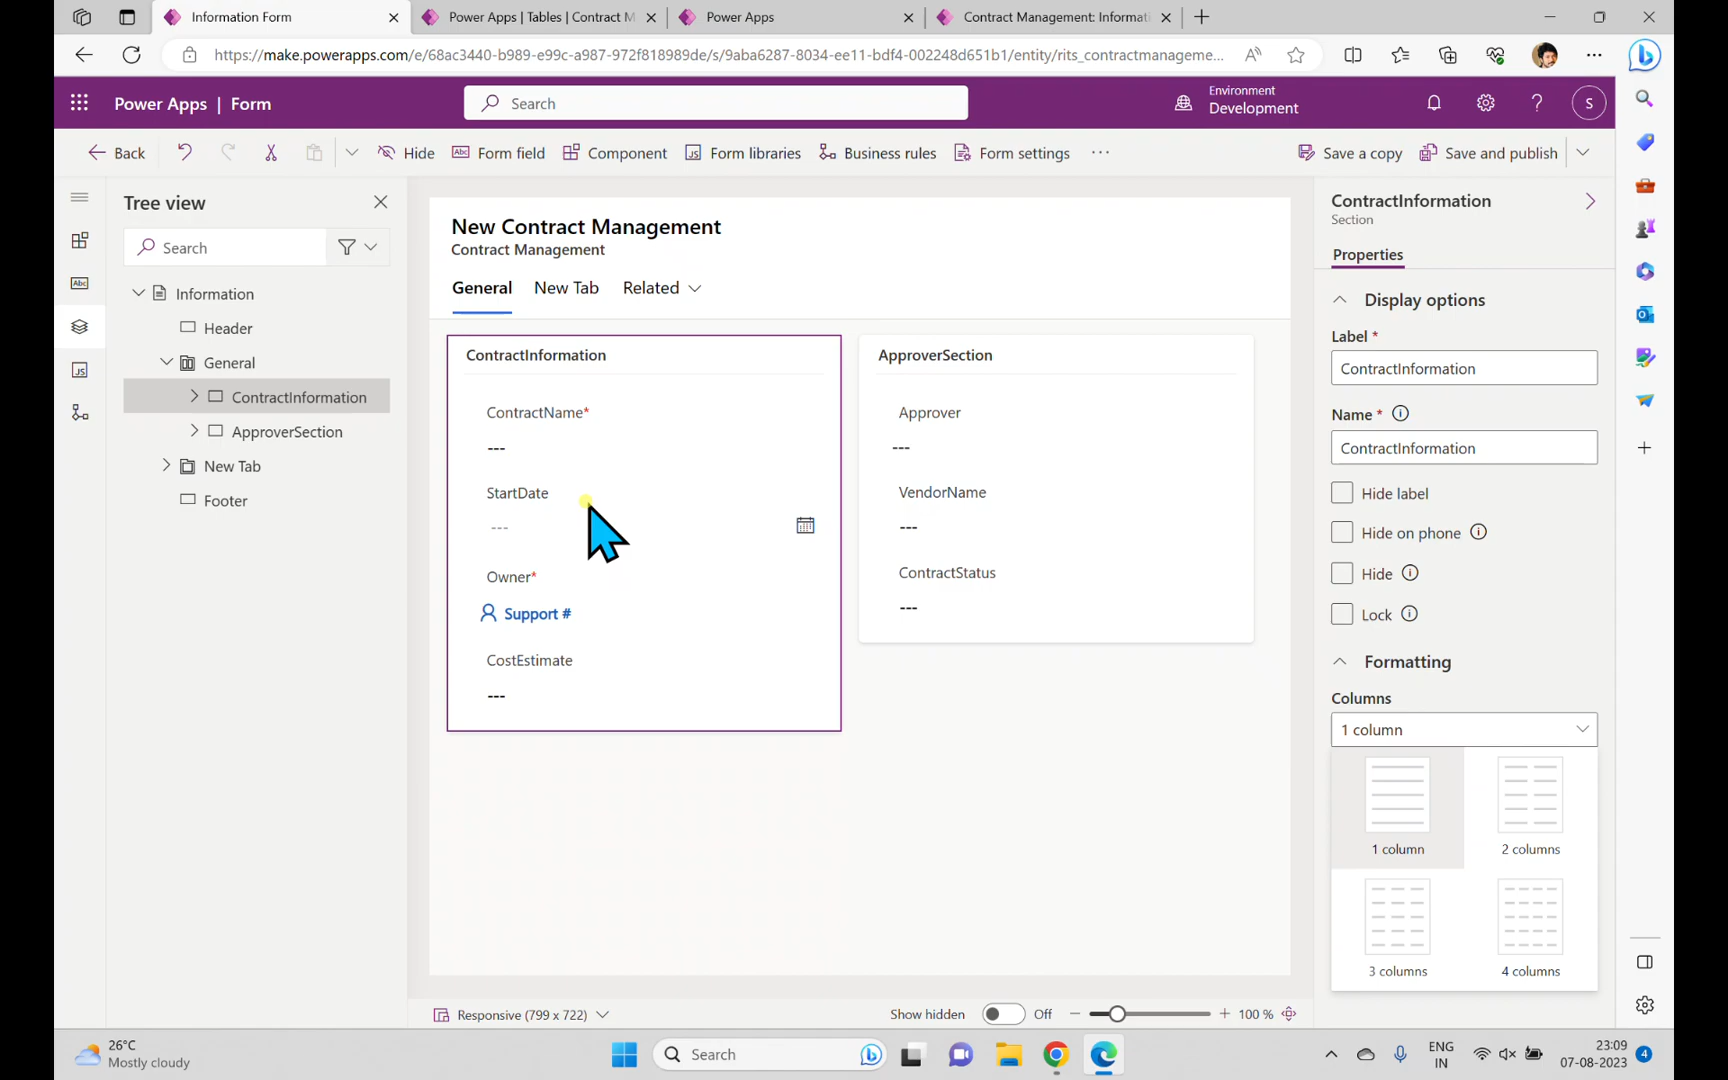 Information Form
Power Apps | Tables | Contract M
Power Apps
Contract Management: Informati
https://make.powerapps.com/e/68ac3440-b989-e99c-a987-972f818989de/s/9aba6287-8034-ee11-bdf4-002248d651b1/entity/rits_contractmanageme...
Power Apps | Form
Search
Environment
Development
S
Back
Hide
Form field
Component
Form libraries
Business rules
Form settings
Save a copy
Save and publish
Tree view
Search
Information
Header
General
ContractInformation
ApproverSection
New Tab
Footer
New Contract Management
Contract Management
General
New Tab
Related
ContractInformation
ContractName*
---
StartDate
---
Owner*
Support #
CostEstimate
---
ApproverSection
Approver
---
VendorName
---
ContractStatus
---
ContractInformation
Section
Properties
Display options
Label *
ContractInformation
Name *
ContractInformation
Hide label
Hide on phone
Hide
Lock
Formatting
Columns
1 column
1 column
2 columns
3 columns
4 columns
Responsive (799 x 722)
Show hidden
Off
100 %
26°C
Mostly cloudy
Search
ENG
IN
23:09
07-08-2023
4